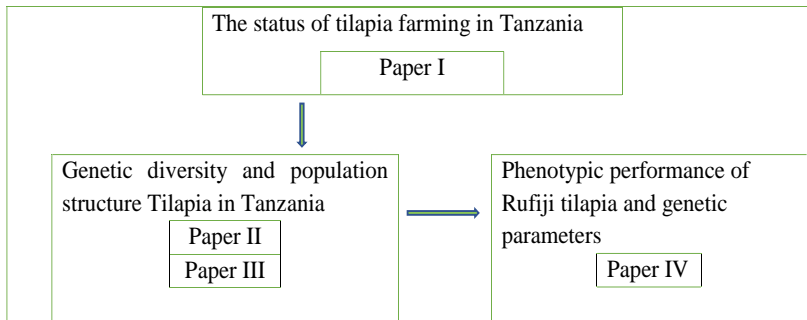 The status of tilapia farming in Tanzania
Paper I
Genetic diversity and population
structure Tilapia in Tanzania
Paper II
Paper III
Phenotypic performance of
Rufiji tilapia and genetic
parameters
Paper IV